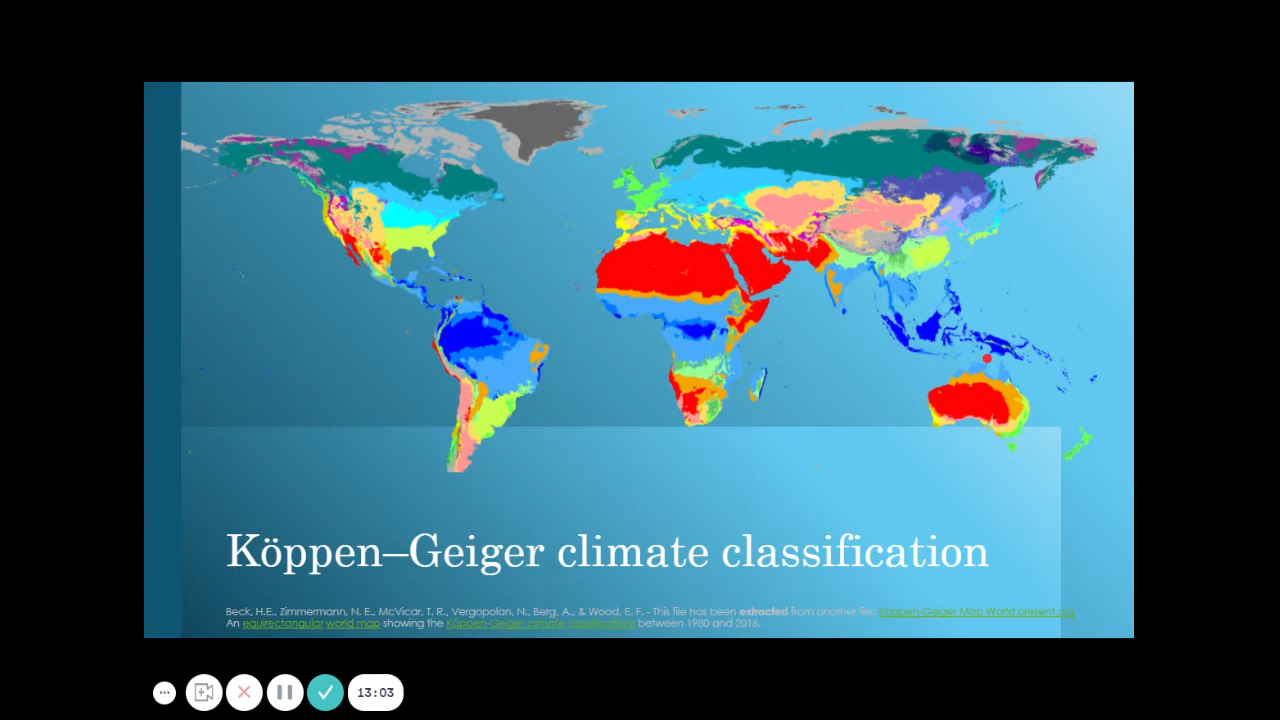 Köppen–Geiger climate classification
Beck, H.E., Zimmermann, N. E., McVicar, T. R., Vergopolan, N., Berg, A., & Wood, E. F. - This file has been extracted from another file: Koppen-Geiger Map World present.svg
An equirectangular world map showing the Köppen-Geiger climate classification between 1980 and 2016.
13:03